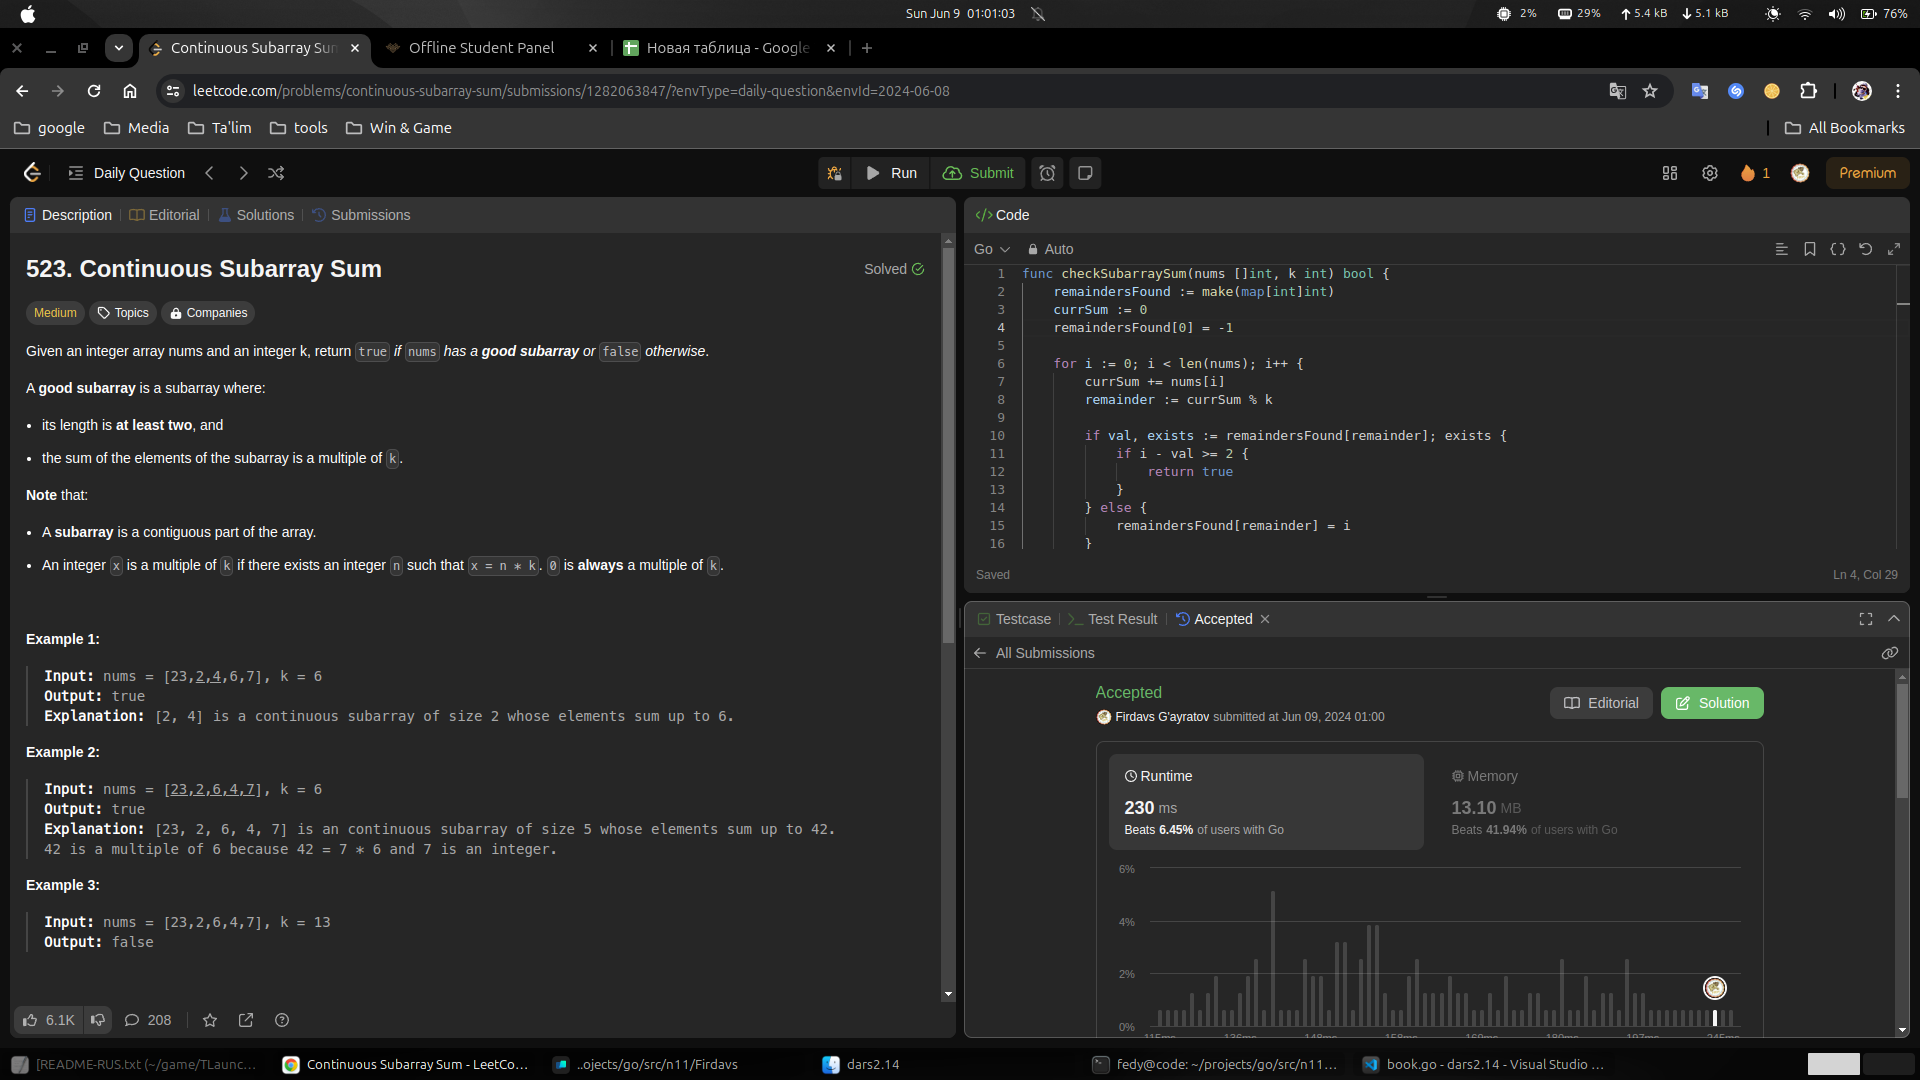 Sun Jun 9 01:01:03
2% 29% 5.4 kB 5.1 kB 76%
Continuous Subarray Sun
Offline Student Panel
Новая таблица - Google
leetcode.com/problems/continuous-subarray-sum/submissions/1282063847/?envType=daily-question&envId=2024-06-08
google Media Ta'lim tools Win & Game All Bookmarks
Daily Question Run Submit 1 Premium
Description Editorial Solutions Submissions
523. Continuous Subarray Sum
Solved
Medium Topics Companies
Given an integer array nums and an integer k, return true if nums has a good subarray or false otherwise.
A good subarray is a subarray where:
• its length is at least two, and
• the sum of the elements of the subarray is a multiple of k.
Note that:
• A subarray is a contiguous part of the array.
• An integer x is a multiple of k if there exists an integer n such that x = n * k. 0 is always a multiple of k.
Example 1:
Input: nums = [23,2,4,6,7], k = 6
Output: true
Explanation: [2, 4] is a continuous subarray of size 2 whose elements sum up to 6.
Example 2:
Input: nums = [23,2,6,4,7], k = 6
Output: true
Explanation: [23, 2, 6, 4, 7] is an continuous subarray of size 5 whose elements sum up to 42.
42 is a multiple of 6 because 42 = 7 * 6 and 7 is an integer.
Example 3:
Input: nums = [23,2,6,4,7], k = 13
Output: false
6.1K 208
</> Code
Go Auto
1 func checkSubarraySum(nums []int, k int) bool {
2 remaindersFound := make(map[int]int)
3 currSum := 0
4 remaindersFound[0] = -1
5
6 for i := 0; i < len(nums); i++ {
7 currSum += nums[i]
8 remainder := currSum % k
9
10 if val, exists := remaindersFound[remainder]; exists {
11 if i - val >= 2 {
12 return true
13 }
14 } else {
15 remaindersFound[remainder] = i
16 }
Saved
Ln 4, Col 29
Testcase Test Result Accepted
All Submissions
Accepted
Firdavs G'ayratov submitted at Jun 09, 2024 01:00
Editorial Solution
Runtime
230 ms
Beats 6.45% of users with Go
Memory
13.10 MB
Beats 41.94% of users with Go
6%
4%
2%
0%
[README-RUS.txt (~/game/TLaunc...
Continuous Subarray Sum - LeetCo...
..ojects/go/src/n11/Firdavs
dars2.14
fedy@code: ~/projects/go/src/n11...
book.go - dars2.14 - Visual Studio ...